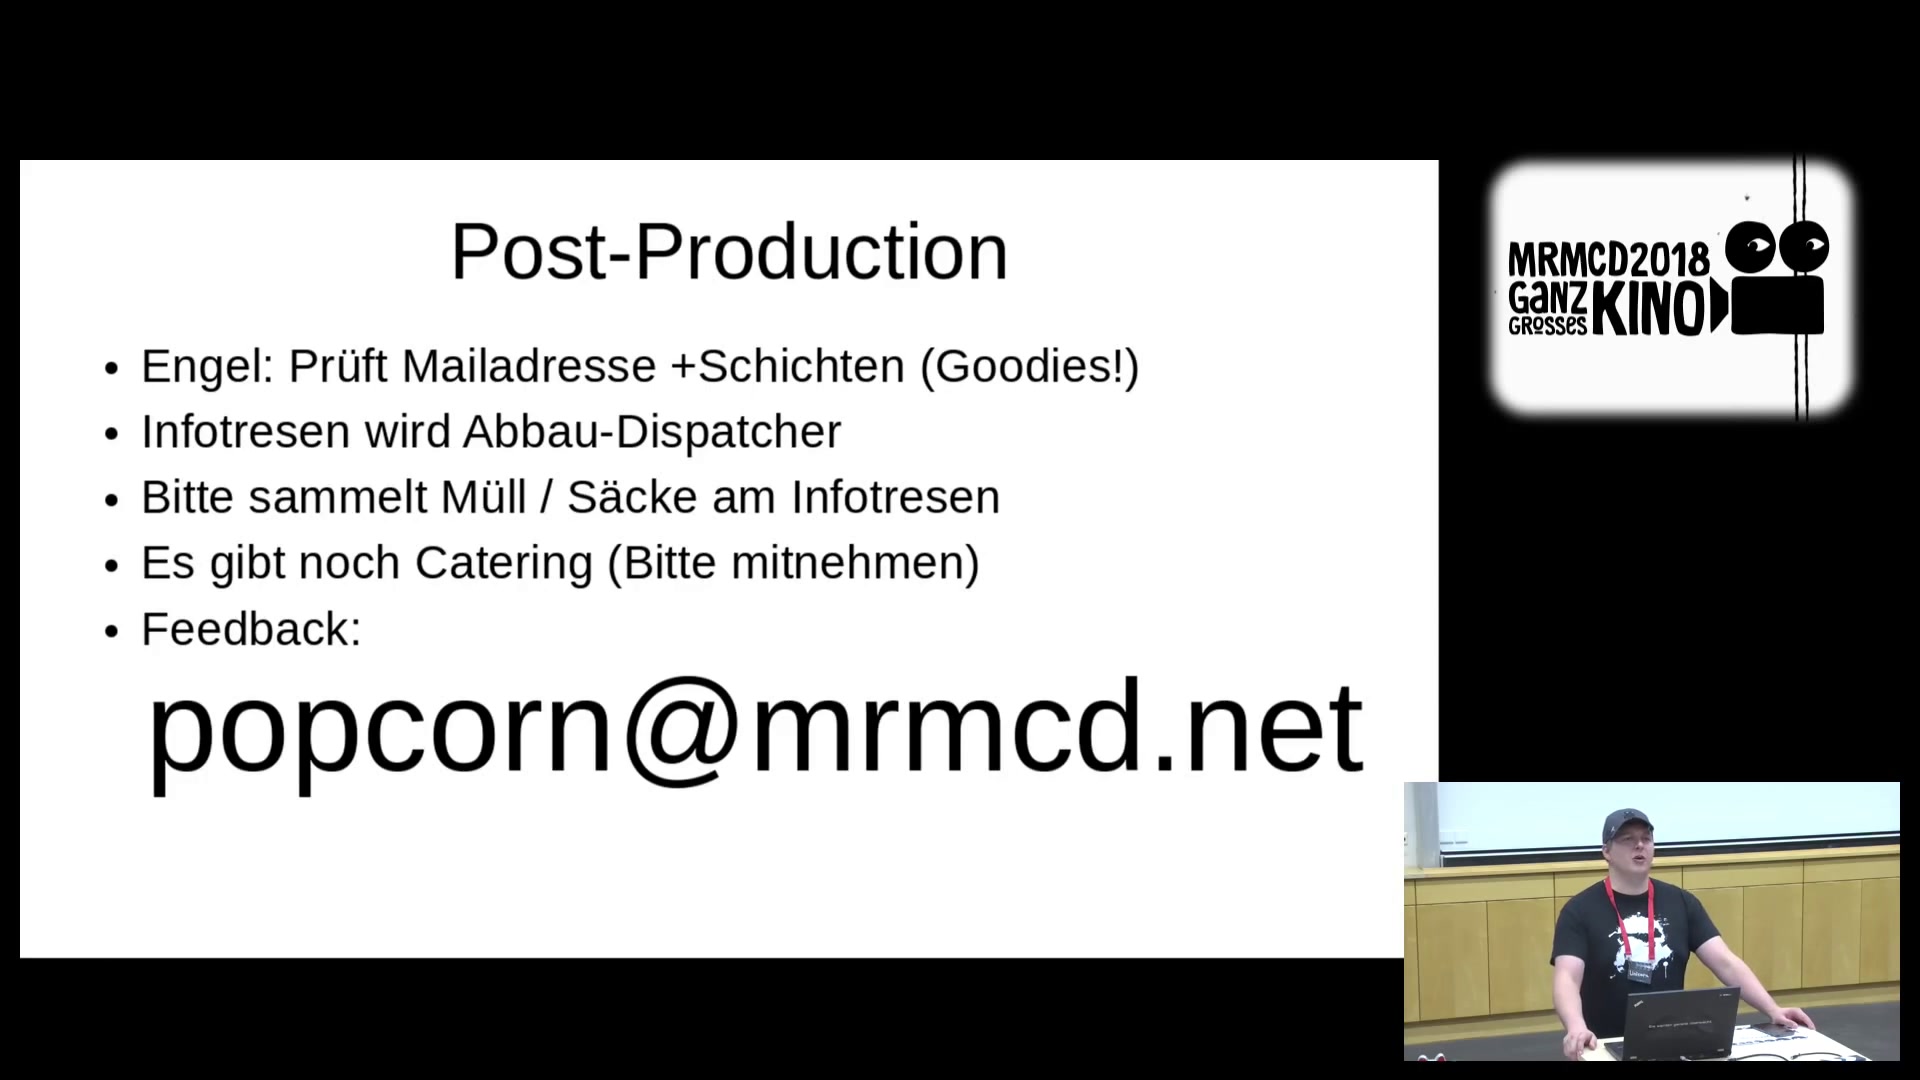 Post-Production
• Engel: Prüft Mailadresse +Schichten (Goodies!)
• Infotresen wird Abbau-Dispatcher
• Bitte sammelt Müll / Säcke am Infotresen
• Es gibt noch Catering (Bitte mitnehmen)
• Feedback:
popcorn@mrmcd.net
MRMCD2018
GaNZ
GROSSES
KINO